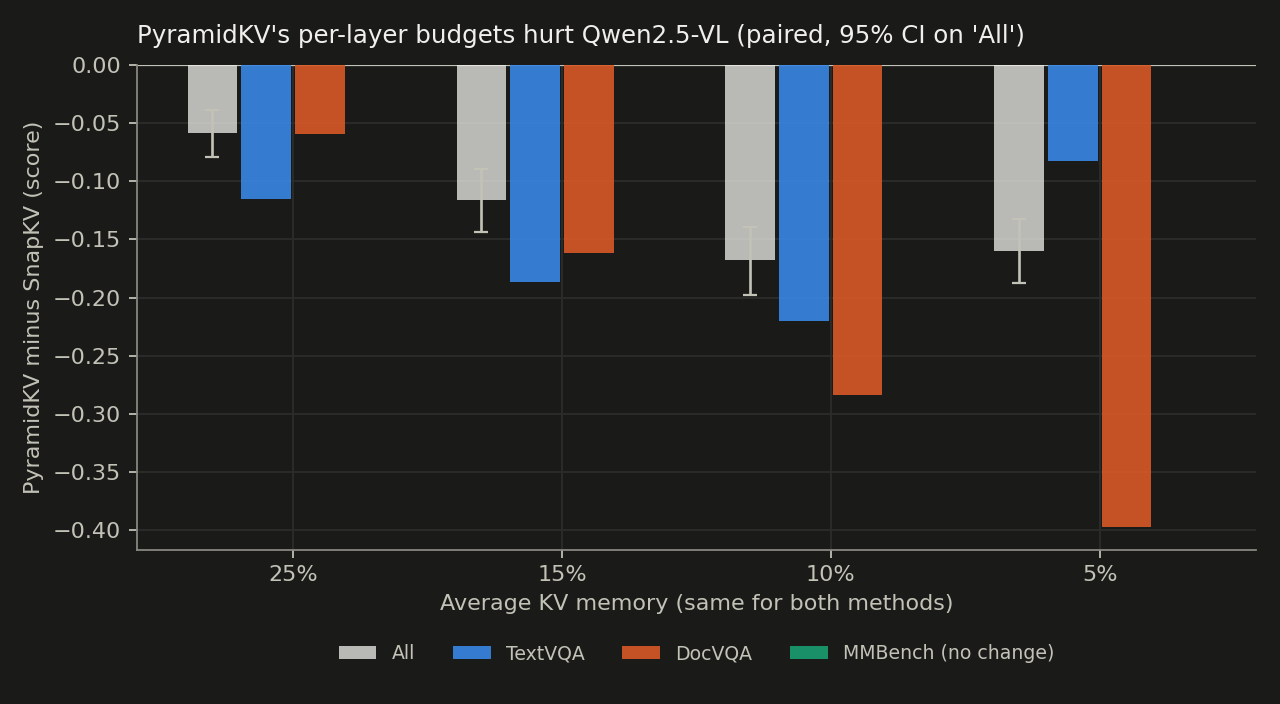 PyramidKV's per-layer budgets hurt Qwen2.5-VL (paired, 95% CI on 'All')
PyramidKV minus SnapKV (score)
0.00
−0.05
−0.10
−0.15
−0.20
−0.25
−0.30
−0.35
−0.40
25% 15% 10% 5%
Average KV memory (same for both methods)
All TextVQA DocVQA MMBench (no change)